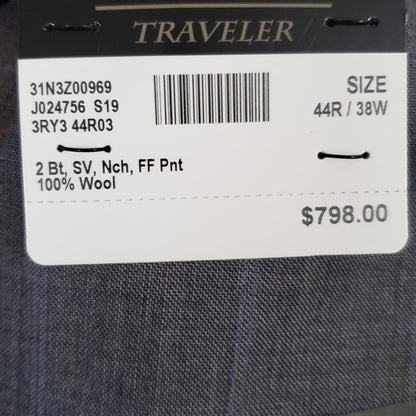 TRAVELER
31N3Z00969
J024756 S19
3RY3 44R03
SIZE
44R / 38W
2 Bt, SV, Nch, FF Pnt
100% Wool
$798.00